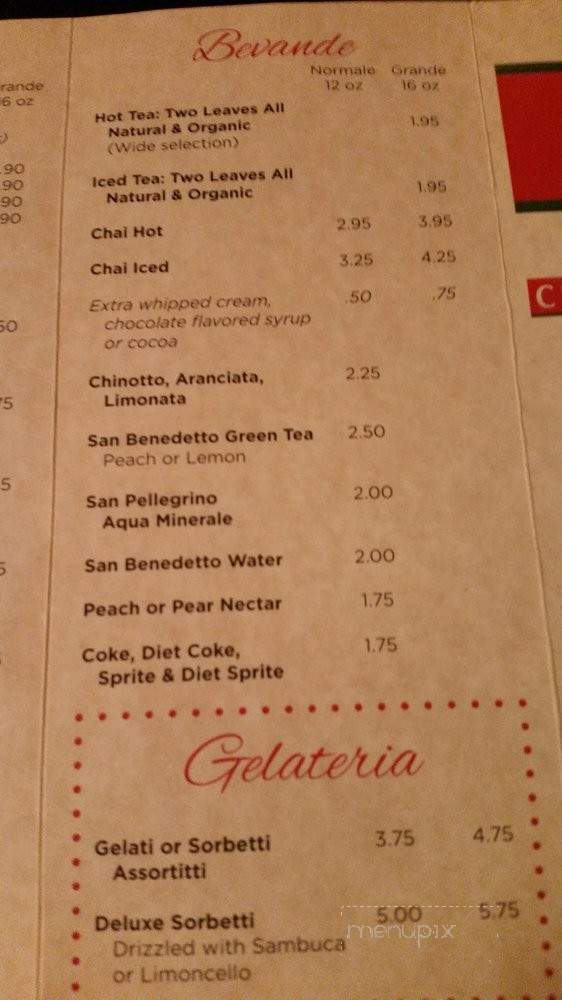 Bevande
Normale Grande
12 oz 16 oz
Hot Tea: Two Leaves All
Natural & Organic 1.95
(Wide selection)
Iced Tea: Two Leaves All
Natural & Organic 1.95
Chai Hot 2.95 3.95
Chai Iced 3.25 4.25
Extra whipped cream, .50 .75
chocolate flavored syrup
or cocoa
Chinotto, Aranciata, 2.25
Limonata
San Benedetto Green Tea 2.50
Peach or Lemon
San Pellegrino 2.00
Aqua Minerale
San Benedetto Water 2.00
Peach or Pear Nectar 1.75
Coke, Diet Coke, 1.75
Sprite & Diet Sprite
Gelateria
Gelati or Sorbetti 3.75 4.75
Assortitti
Deluxe Sorbetti 5.00 5.75
Drizzled with Sambuca
or Limoncello
menupix
rande
16 oz
.90
.90
.90
.90
C